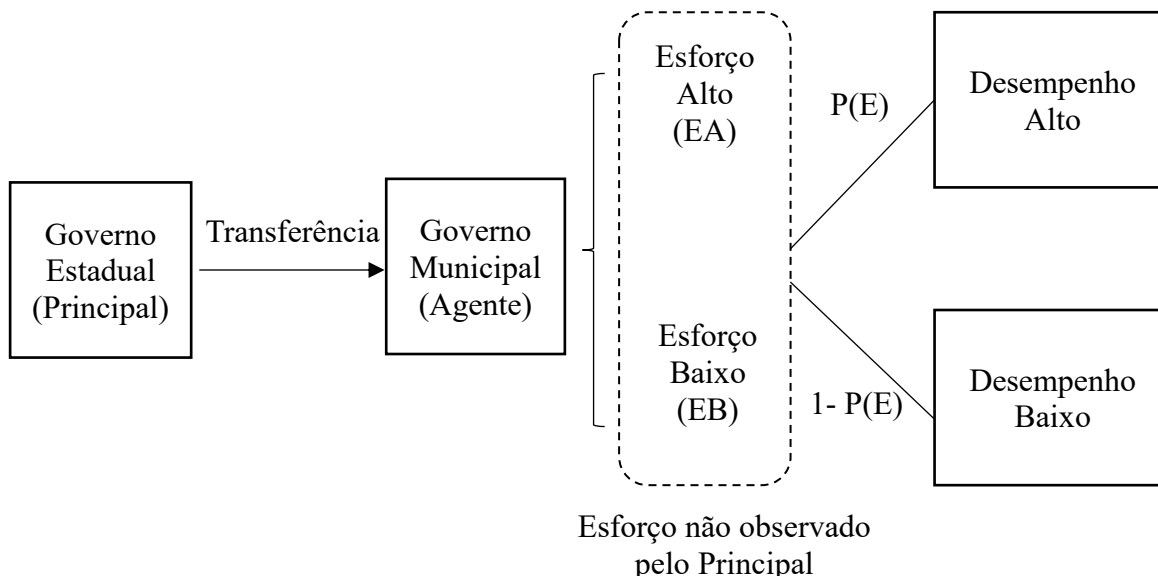 Governo
Estadual
(Principal)
Transferência
Governo
Municipal
(Agente)
Esforço
Alto
(EA)
Esforço
Baixo
(EB)
Esforço não observado
pelo Principal
P(E)
1- P(E)
Desempenho
Alto
Desempenho
Baixo